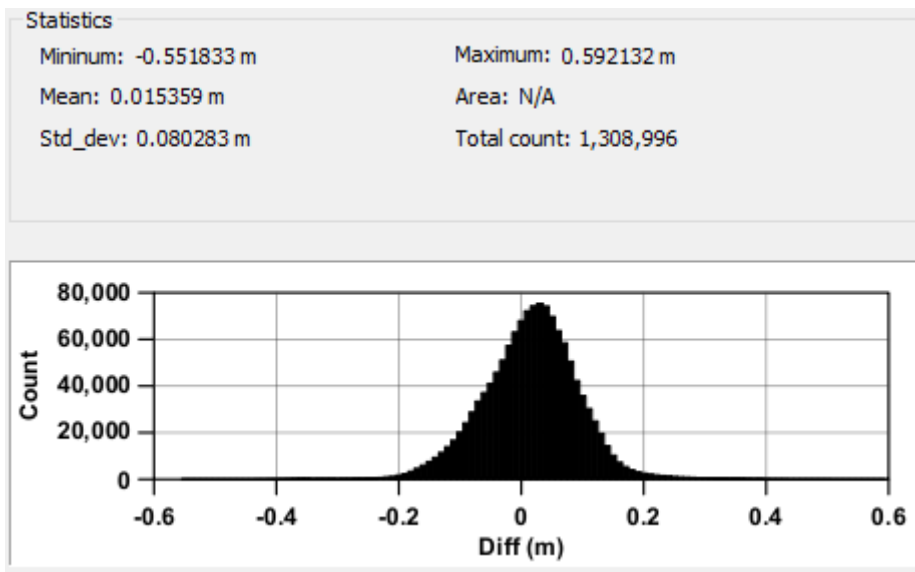 Statistics
Mininum: -0.551833 m
Maximum: 0.592132 m
Mean: 0.015359 m
Area: N/A
Std_dev: 0.080283 m
Total count: 1,308,996
80,000
60,000
40,000
20,000
0
Count
-0.6 -0.4 -0.2 0 0.2 0.4 0.6
Diff (m)